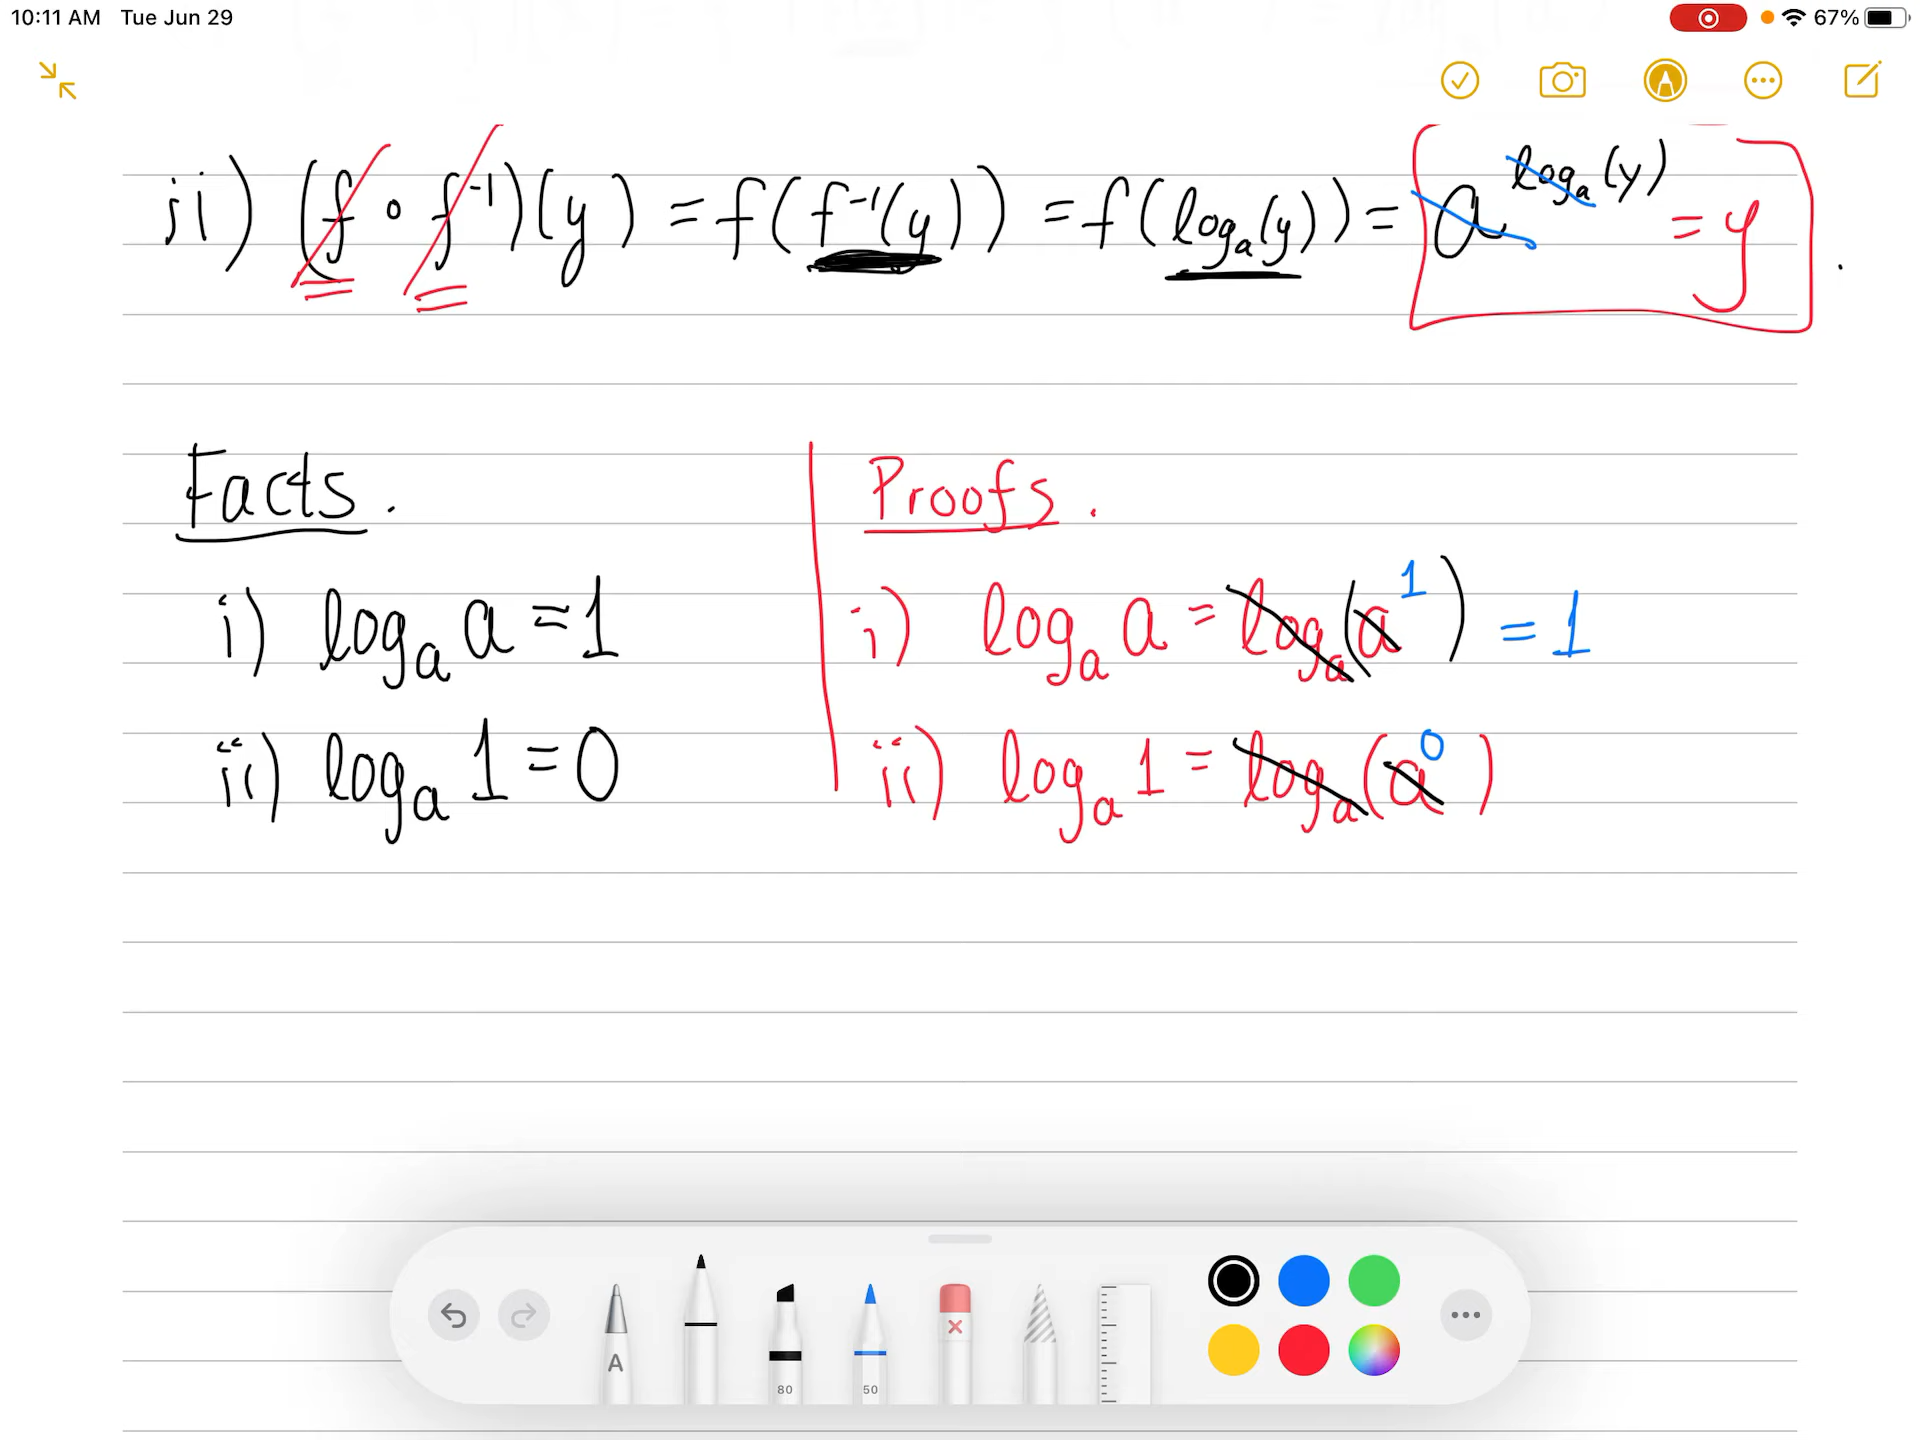 10:11 AM Tue Jun 29 67%
ii) (f ∘ f⁻¹)(y) = f(f⁻¹(y)) = f(logₐ(y)) = a^(logₐ(y)) = y.
Facts. Proofs.
i) logₐ a = 1 i) logₐ a = logₐ(a¹) = 1
ii) logₐ 1 = 0 ii) logₐ 1 = logₐ(a⁰)
A 80 50